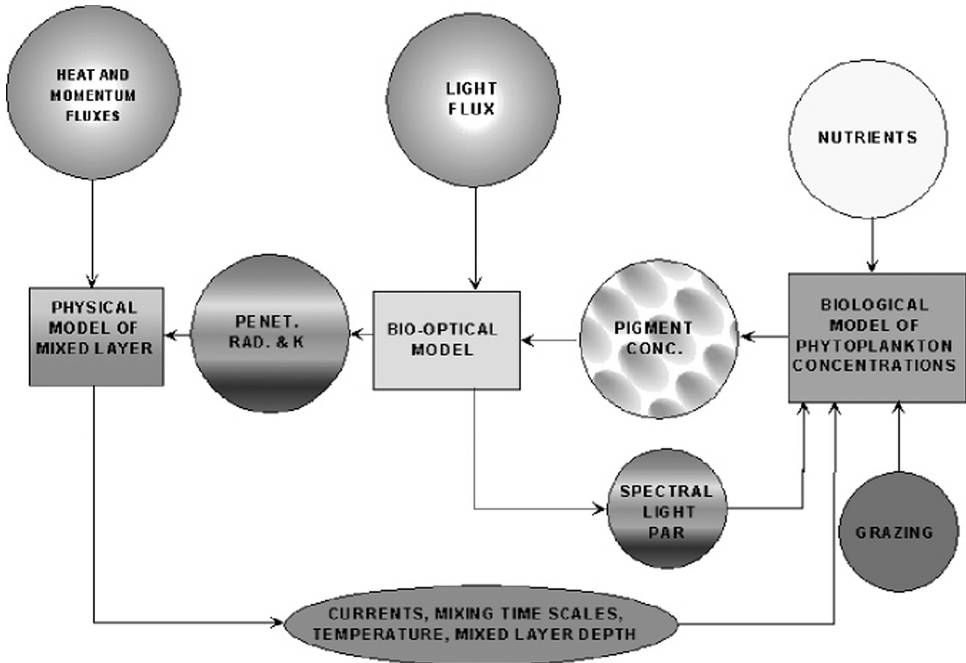 HEAT AND
MOMENTUM
FLUXES
LIGHT
FLUX
NUTRIENTS
PHYSICAL
MODEL OF
MIXED LAYER
PENET.
RAD. & K
BIO-OPTICAL
MODEL
PIGMENT
CONC.
BIOLOGICAL
MODEL OF
PHYTOPLANKTON
CONCENTRATIONS
SPECTRAL
LIGHT
PAR
GRAZING
CURRENTS, MIXING TIME SCALES,
TEMPERATURE, MIXED LAYER DEPTH